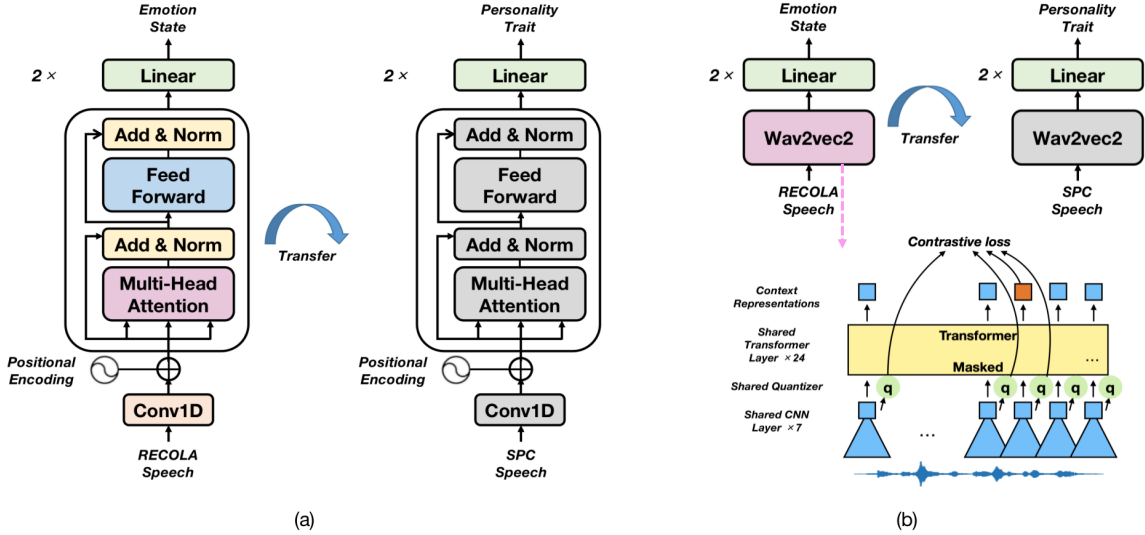 Emotion
State
2 ×
Linear
Add & Norm
Feed
Forward
Add & Norm
Multi-Head
Attention
Positional
Encoding
Conv1D
RECOLA
Speech
Transfer
Personality
Trait
2 ×
Linear
Add & Norm
Feed
Forward
Add & Norm
Multi-Head
Attention
Positional
Encoding
Conv1D
SPC
Speech
(a)
Emotion
State
2 ×
Linear
Wav2vec2
RECOLA
Speech
Transfer
Personality
Trait
2 ×
Linear
Wav2vec2
SPC
Speech
Contrastive loss
Context
Representations
Shared
Transformer
Layer ×24
Transformer
Masked
...
Shared Quantizer
q
q
q
q
q
Shared CNN
Layer ×7
...
(b)